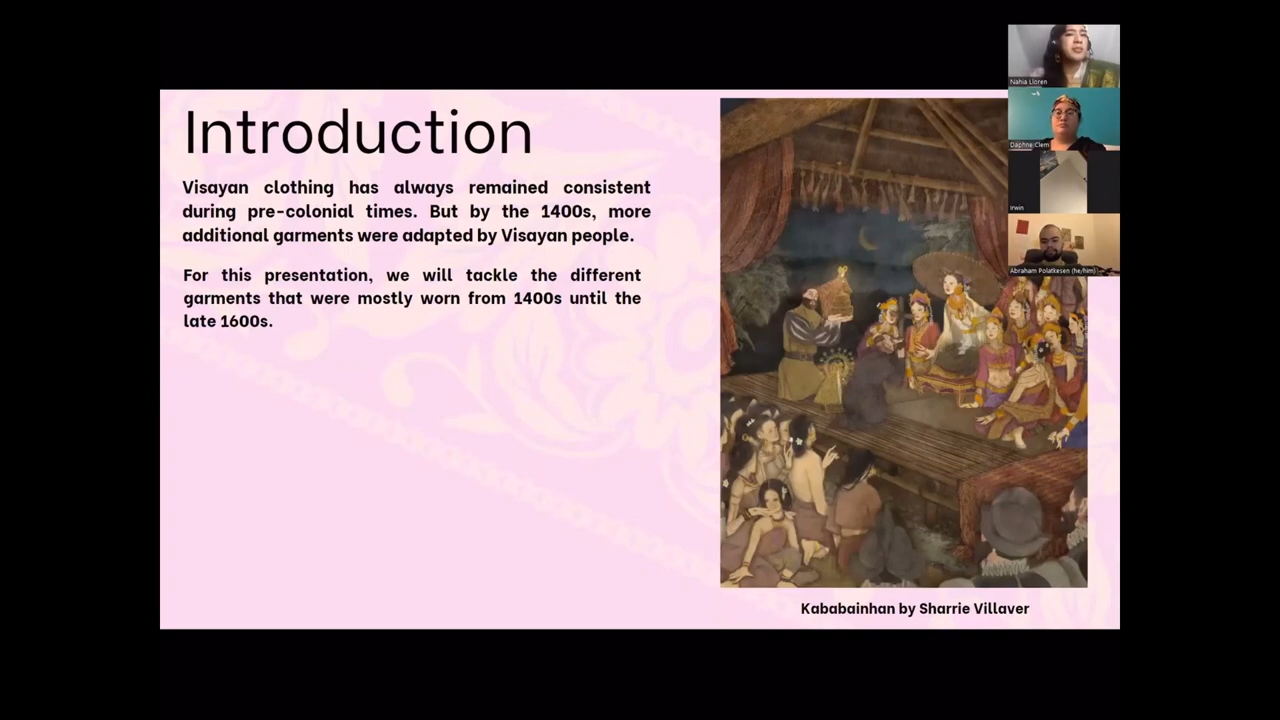 Introduction
Visayan clothing has always remained consistent
during pre-colonial times. But by the 1400s, more
additional garments were adapted by Visayan people.
For this presentation, we will tackle the different
garments that were mostly worn from 1400s until the
late 1600s.
Kababainhan by Sharrie Villaver
Nahia Lloren
Daphne Clem
Irwin
Abraham Polatkesen (he/him)